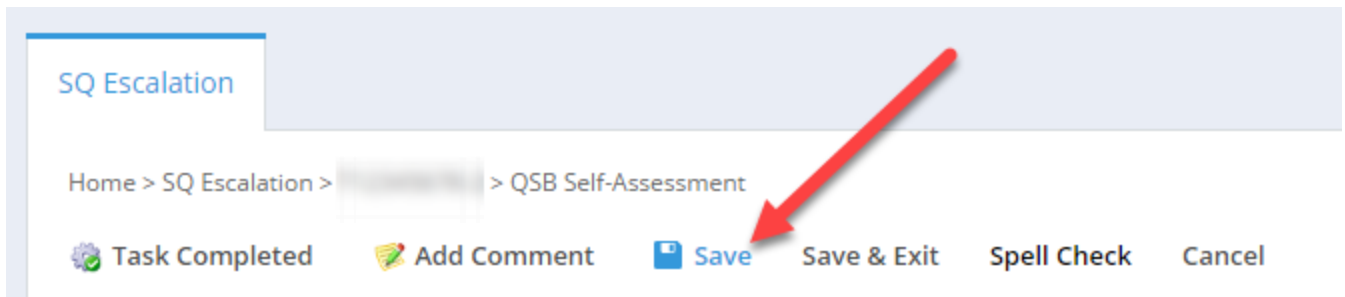 SQ Escalation
Home > SQ Escalation > > QSB Self-Assessment
Task Completed Add Comment Save Save & Exit Spell Check Cancel